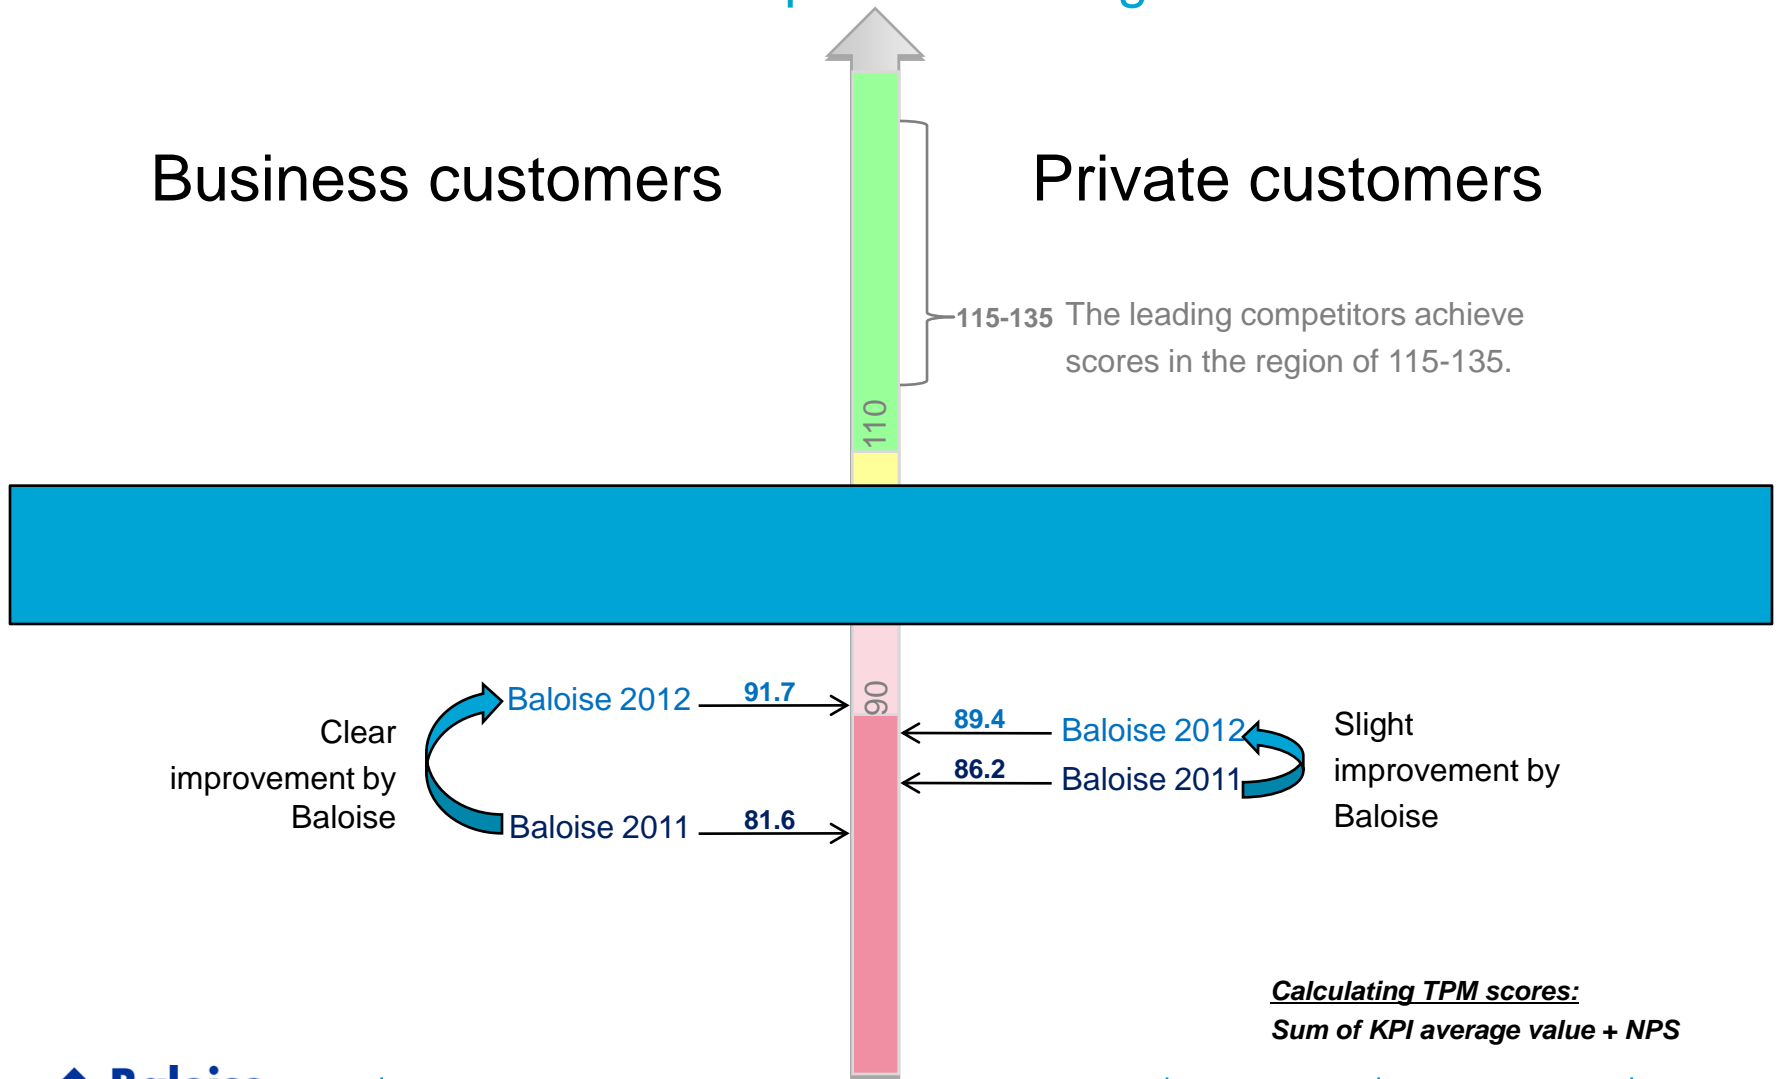 Business customers
Private customers
115-135 The leading competitors achieve
scores in the region of 115-135.
110
90
Baloise 2012 91.7
89.4 Baloise 2012
86.2 Baloise 2011
Baloise 2011 81.6
Clear
improvement by
Baloise
Slight
improvement by
Baloise
Calculating TPM scores:
Sum of KPI average value + NPS
Baloise